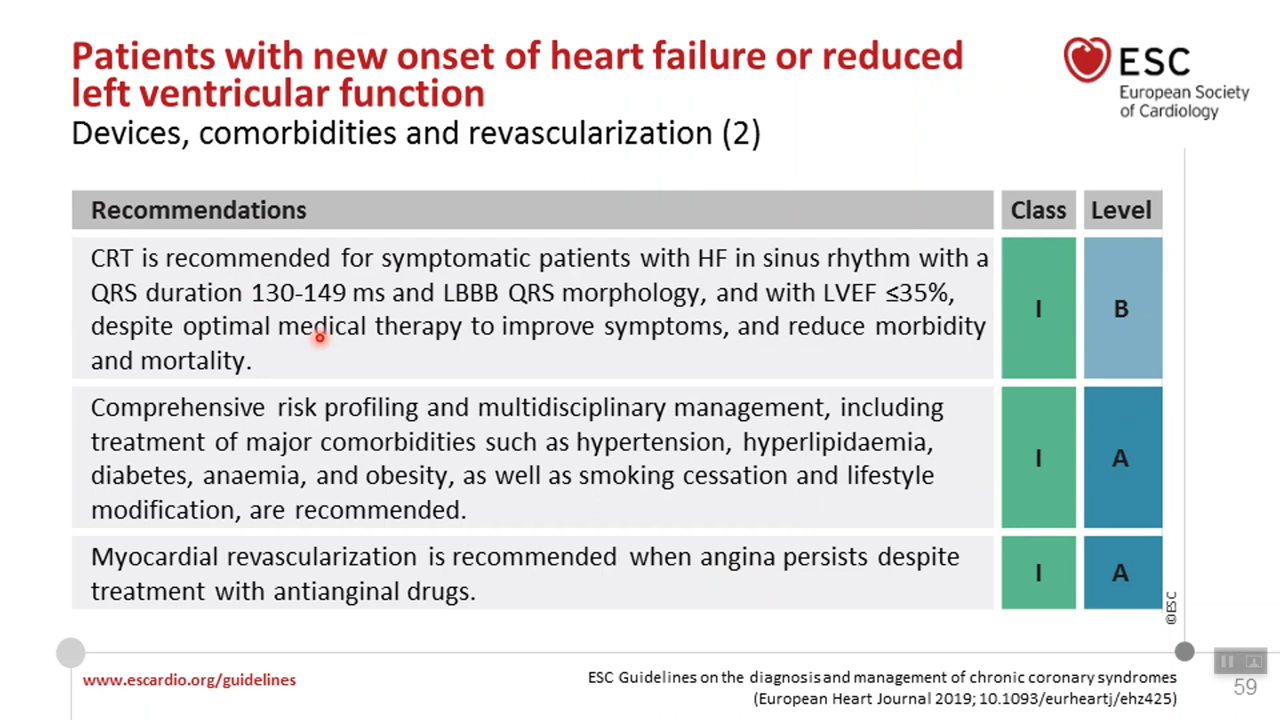 Patients with new onset of heart failure or reduced
left ventricular function
Devices, comorbidities and revascularization (2)
ESC
European Society
of Cardiology
Recommendations
Class
Level
CRT is recommended for symptomatic patients with HF in sinus rhythm with a
QRS duration 130-149 ms and LBBB QRS morphology, and with LVEF ≤35%,
despite optimal medical therapy to improve symptoms, and reduce morbidity
and mortality.
I
B
Comprehensive risk profiling and multidisciplinary management, including
treatment of major comorbidities such as hypertension, hyperlipidaemia,
diabetes, anaemia, and obesity, as well as smoking cessation and lifestyle
modification, are recommended.
I
A
Myocardial revascularization is recommended when angina persists despite
treatment with antianginal drugs.
I
A
©ESC
www.escardio.org/guidelines
ESC Guidelines on the diagnosis and management of chronic coronary syndromes
(European Heart Journal 2019; 10.1093/eurheartj/ehz425)
59